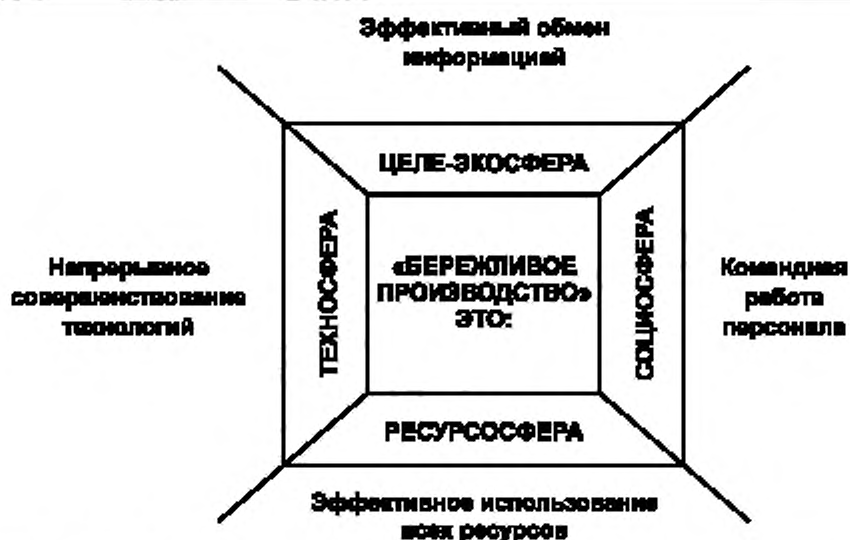 Эффективный обмен
информацией
ЦЕЛЕ-ЭКОСФЕРА
Непрерывное
совершенствование
технологий
ТЕХНОСФЕРА
«БЕРЕЖЛИВОЕ
ПРОИЗВОДСТВО»
ЭТО:
СОЦИОСФЕРА
Командная
работа
персонала
РЕСУРСОСФЕРА
Эффективное использование
всех ресурсов